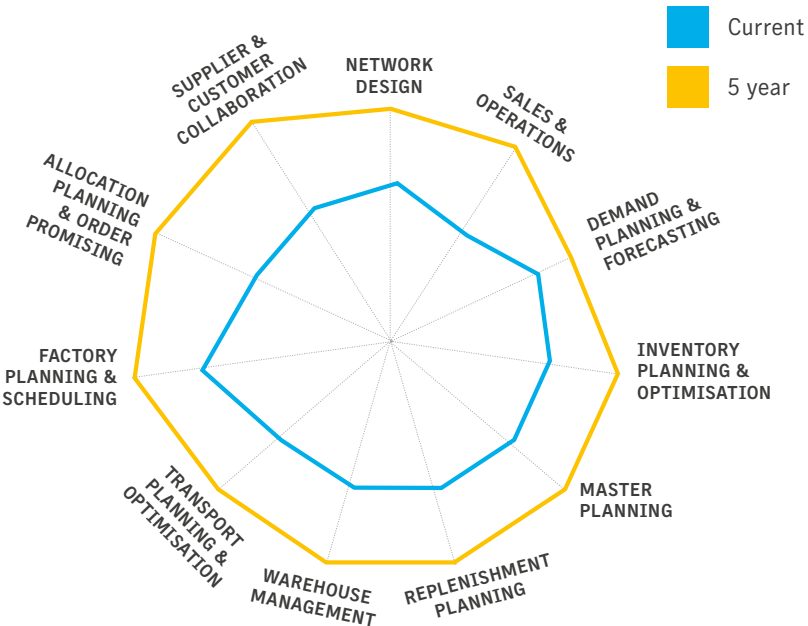 Current
5 year
NETWORK
DESIGN
SALES &
OPERATIONS
DEMAND
PLANNING &
FORECASTING
INVENTORY
PLANNING &
OPTIMISATION
MASTER
PLANNING
REPLENISHMENT
PLANNING
WAREHOUSE
MANAGEMENT
TRANSPORT
PLANNING &
OPTIMISATION
FACTORY
PLANNING &
SCHEDULING
ALLOCATION
PLANNING
& ORDER
PROMISING
SUPPLIER &
CUSTOMER
COLLABORATION